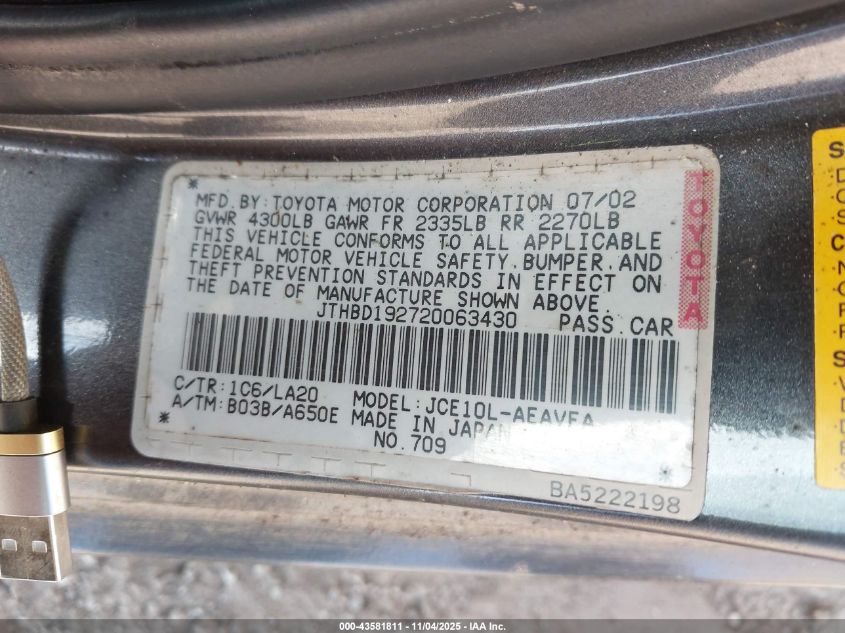 MFD. BY: TOYOTA MOTOR CORPORATION 07/02
GVWR 4300LB GAWR FR 2335LB RR 2270LB
THIS VEHICLE CONFORMS TO ALL APPLICABLE
FEDERAL MOTOR VEHICLE SAFETY, BUMPER, AND
THEFT PREVENTION STANDARDS IN EFFECT ON
THE DATE OF MANUFACTURE SHOWN ABOVE.
JTHBD192720063430 PASS. CAR
C/TR: 1C6/LA20 MODEL: JCE10L-AEAVFA
A/TM: B03B/A650E MADE IN JAPAN
NO. 709
BA5222198
TOYOTA
000-43581811 - 11/04/2025 - IAA Inc.